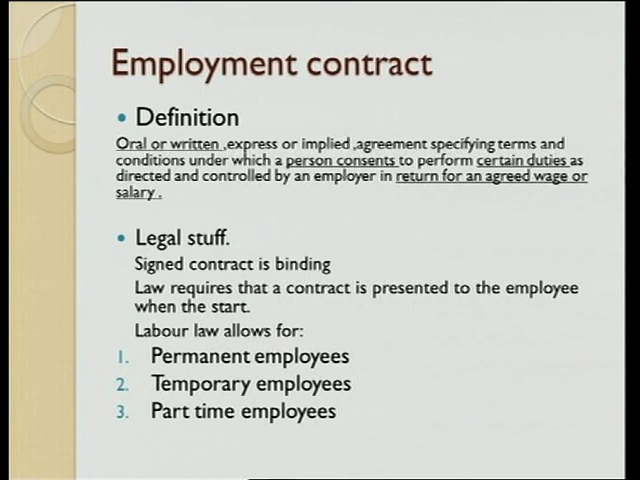 Employment contract
• Definition
Oral or written ,express or implied ,agreement specifying terms and
conditions under which a person consents to perform certain duties as
directed and controlled by an employer in return for an agreed wage or
salary .
• Legal stuff.
Signed contract is binding
Law requires that a contract is presented to the employee
when the start.
Labour law allows for:
1. Permanent employees
2. Temporary employees
3. Part time employees